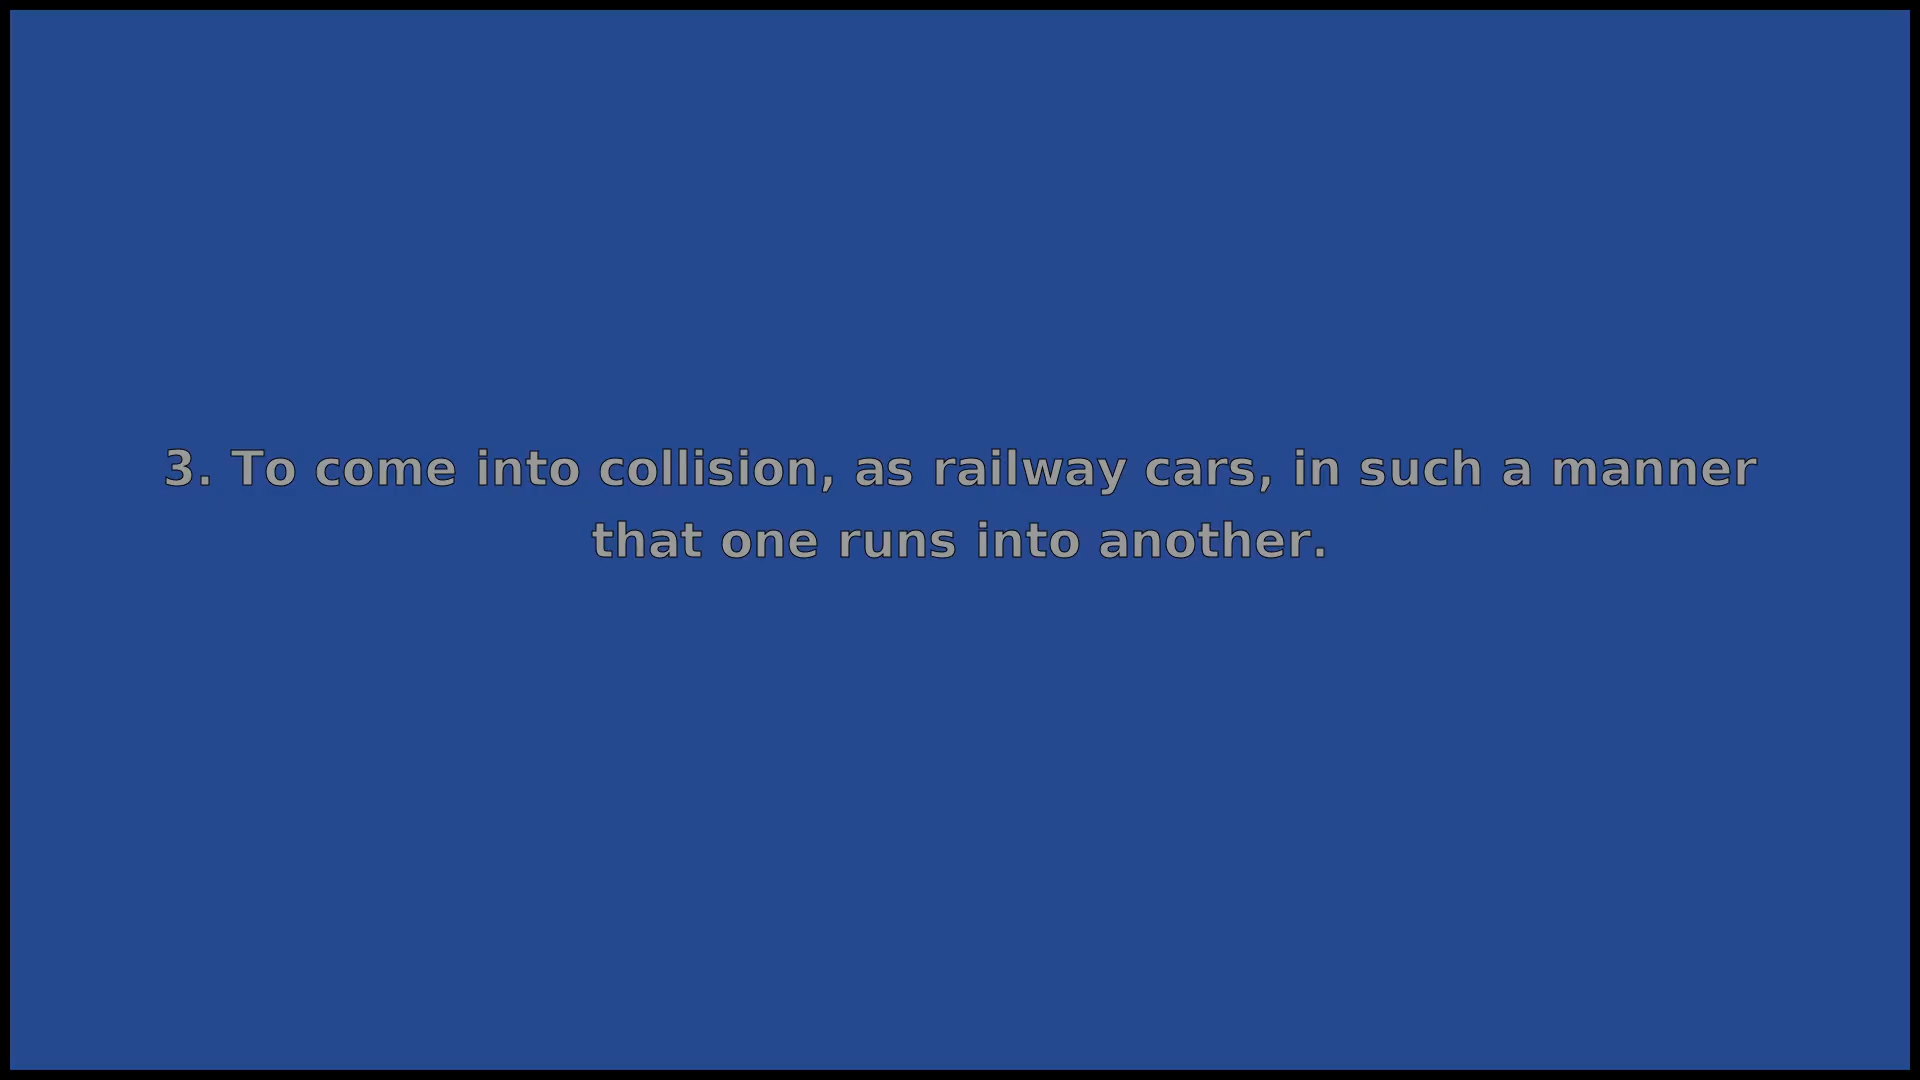 3. To come into collision, as railway cars, in such a manner
that one runs into another.